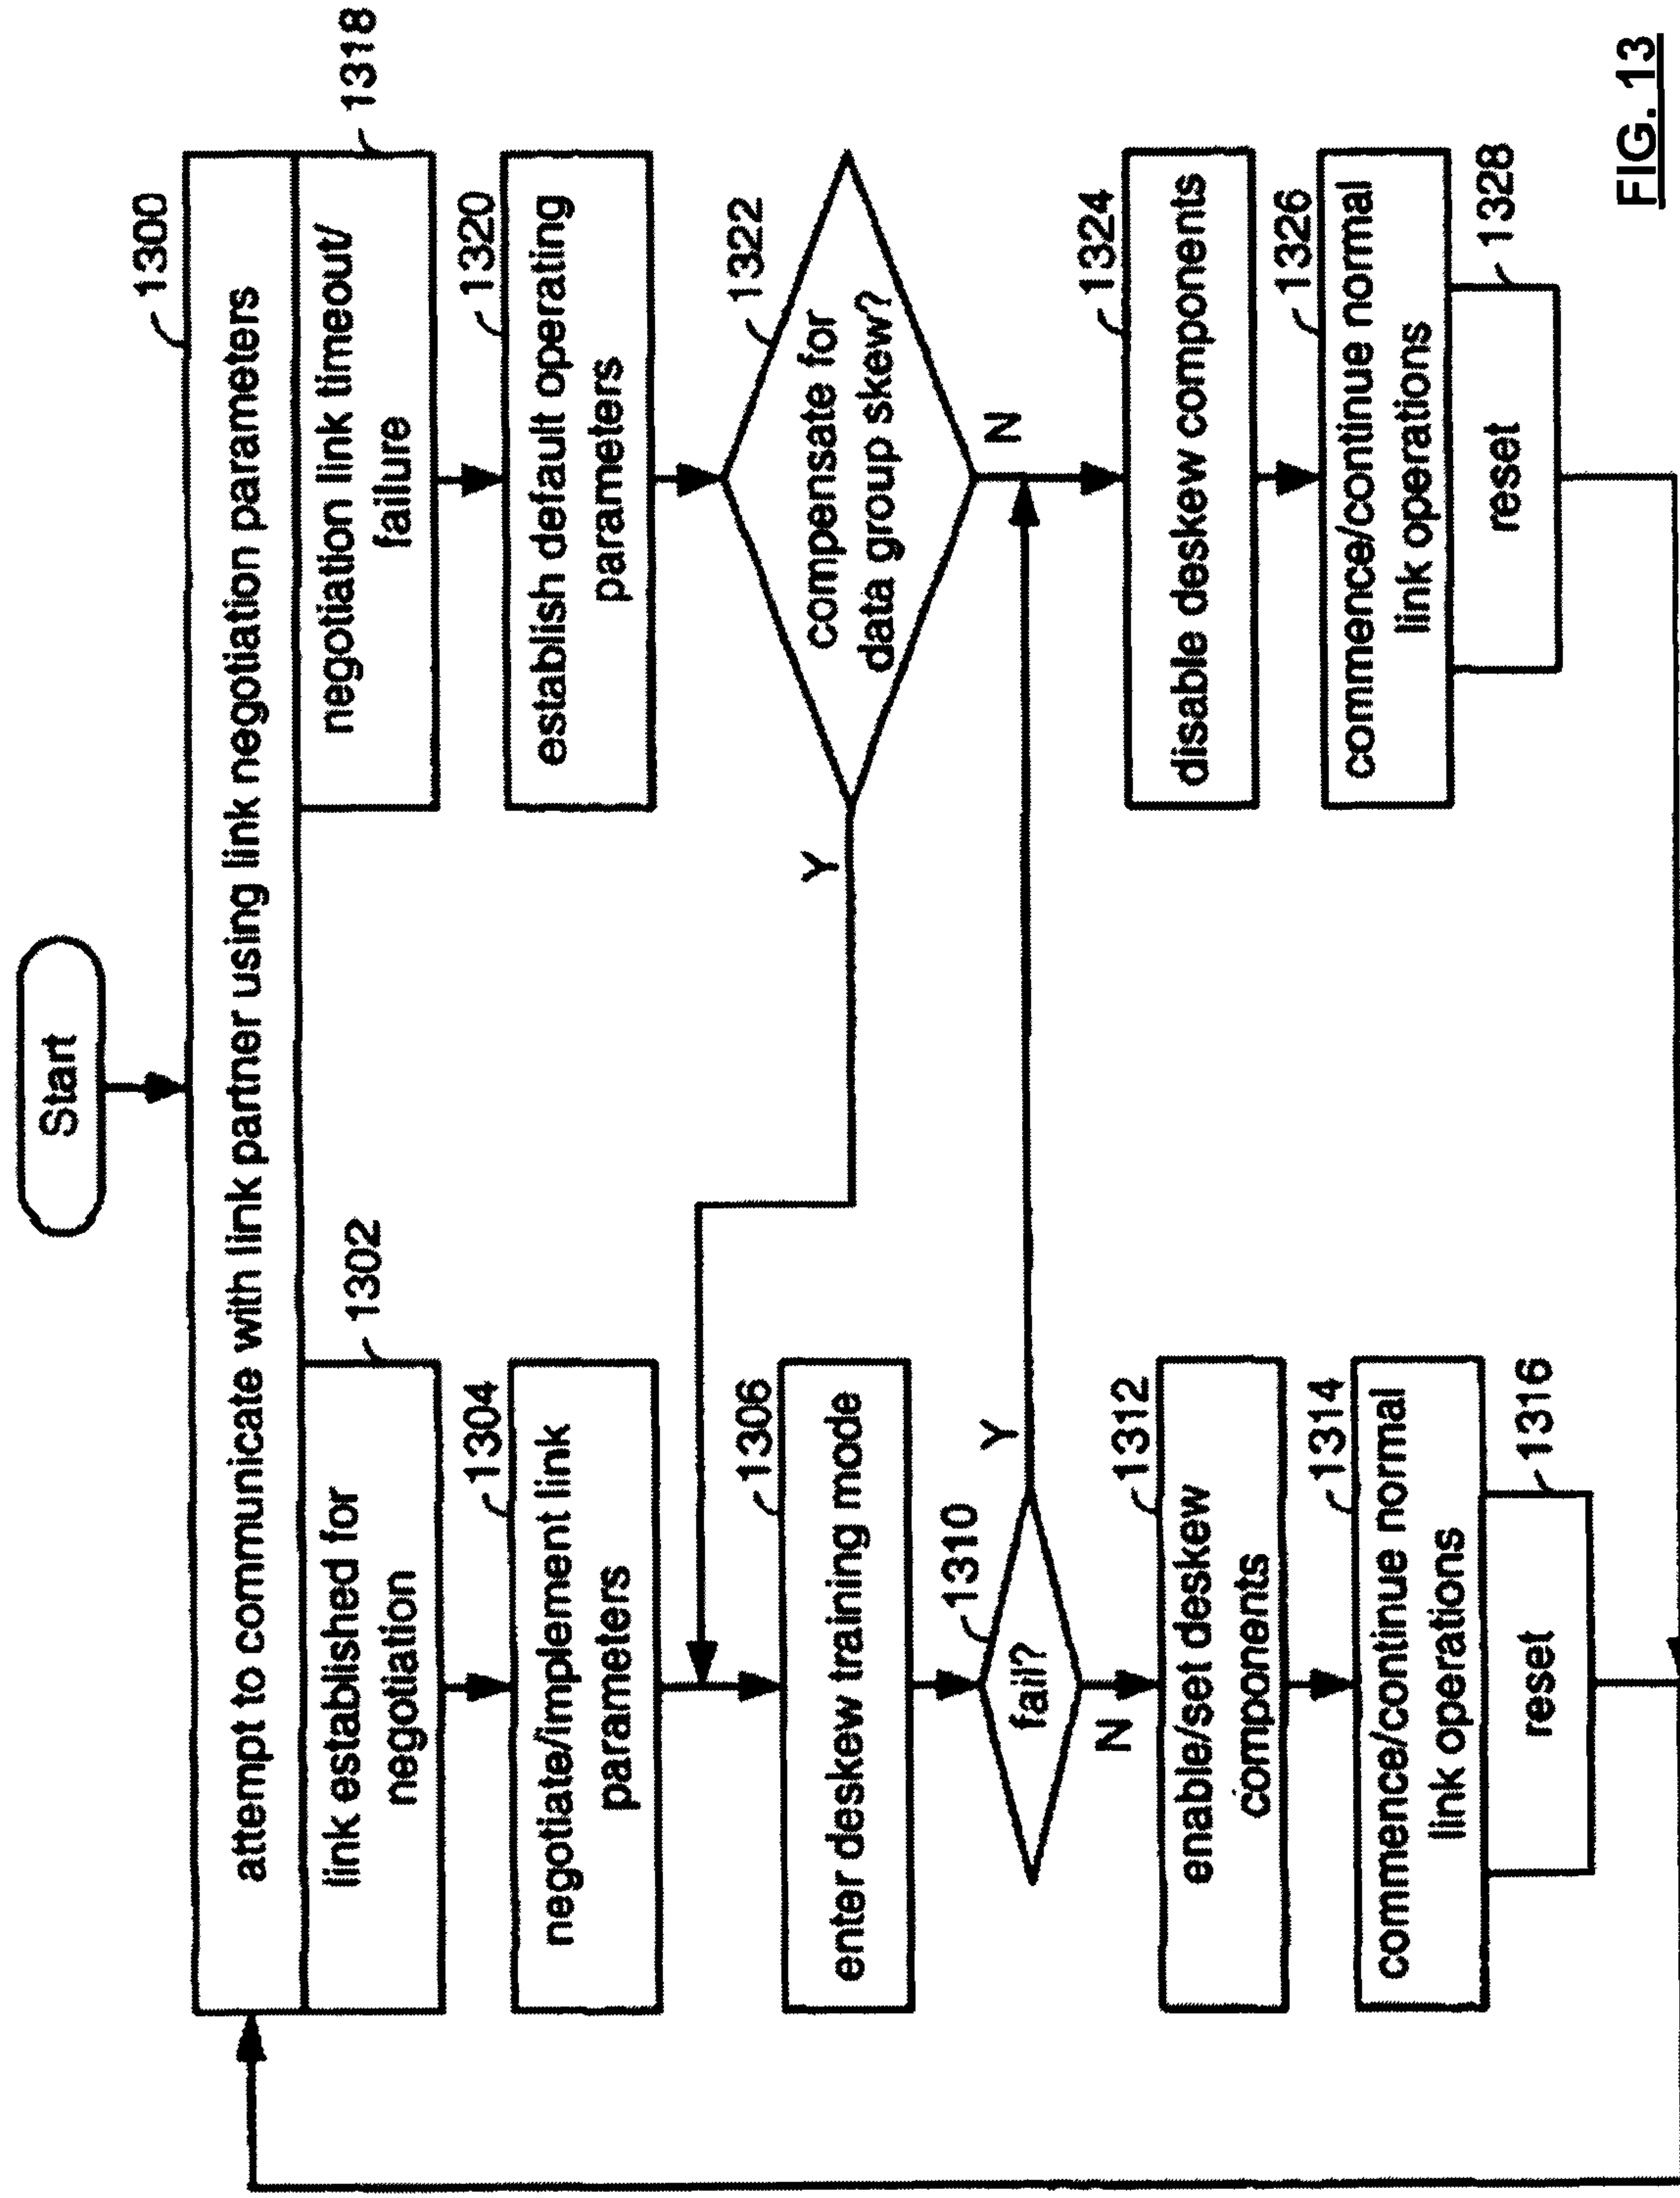 Start
1300
attempt to communicate with link partner using link negotiation parameters
link established for
negotiation
1302
negotiation link timeout/
failure
1318
1304
negotiate/implement link
parameters
1320
establish default operating
parameters
1306
enter deskew training mode
1322
compensate for
data group skew?
Y
N
1310
fail?
Y
N
1312
enable/set deskew
components
1324
disable deskew components
1314
commence/continue normal
link operations
1326
commence/continue normal
link operations
reset
1316
reset
1328
FIG. 13